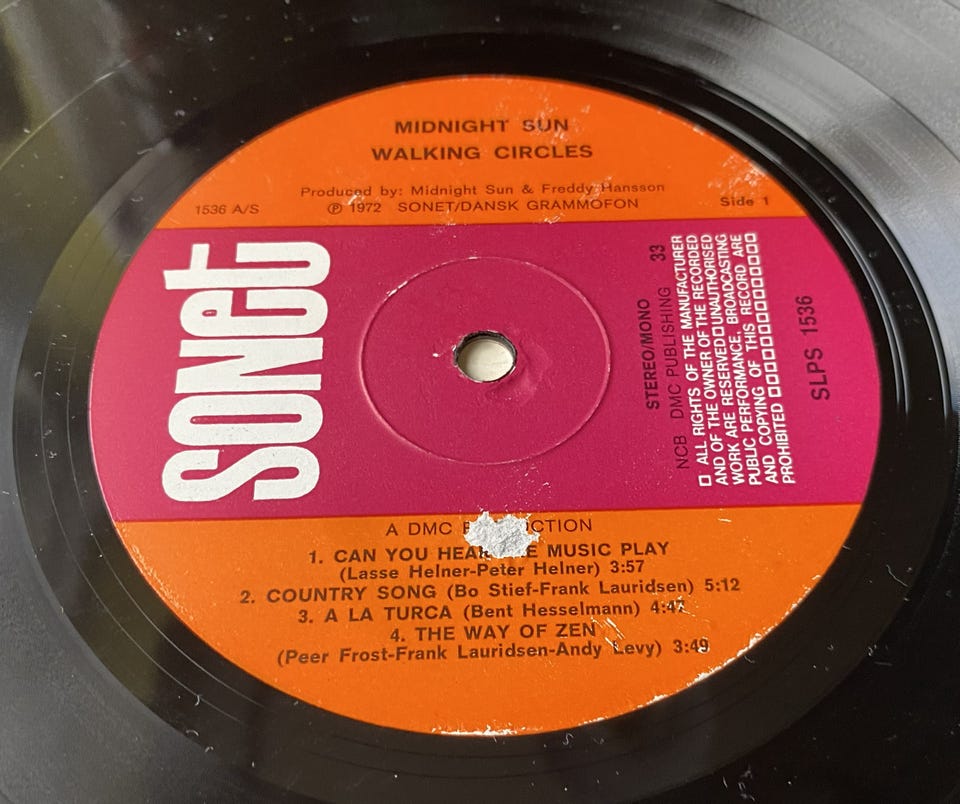 MIDNIGHT SUN
WALKING CIRCLES
Produced by: Midnight Sun & Freddy Hansson
1536 A/S ℗ 1972 SONET/DANSK GRAMMOFON Side 1
SONET
STEREO/MONO
NCB DMC PUBLISHING 33
□ ALL RIGHTS OF THE MANUFACTURER
AND OF THE OWNER OF THE RECORDED
WORK ARE RESERVED □ UNAUTHORISED
PUBLIC PERFORMANCE, BROADCASTING
AND COPYING OF THIS RECORD ARE
PROHIBITED □□□□□□□□□□□□□
SLPS 1536
A DMC
1. CAN YOU MUSIC PLAY
(Lasse Helner-Peter Helner) 3:57
2. COUNTRY SONG (Bo Stief-Frank Lauridsen) 5:12
3. A LA TURCA (Bent Hesselmann) 4:47
4. THE WAY OF ZEN
(Peer Frost-Frank Lauridsen-Andy Levy) 3:49